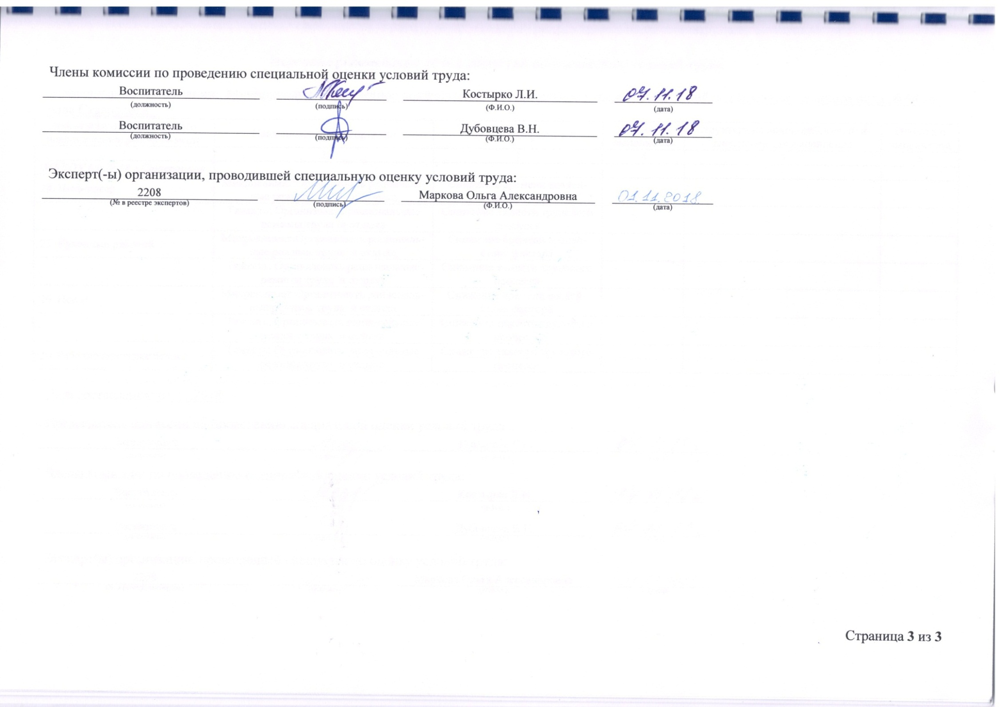 Члены комиссии по проведению специальной оценки условий труда:
Воспитатель Костырко Л.И. 07.11.18
(должность) (подпись) (Ф.И.О.) (дата)
Воспитатель Дубовцева В.Н. 07.11.18
(должность) (подпись) (Ф.И.О.) (дата)
Эксперт(-ы) организации, проводившей специальную оценку условий труда:
2208 Маркова Ольга Александровна 01.11.2018.
(№ в реестре экспертов) (подпись) (Ф.И.О.) (дата)
Страница 3 из 3